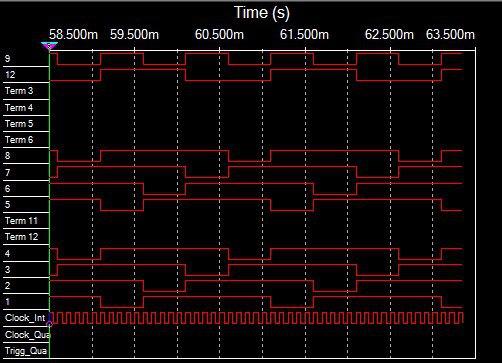 Time (s)
58.500m 59.500m 60.500m 61.500m 62.500m 63.500m
9
12
Term 3
Term 4
Term 5
Term 6
8
7
6
5
Term 11
Term 12
4
3
2
1
Clock_Int
Clock_Qua
Trigg_Qua